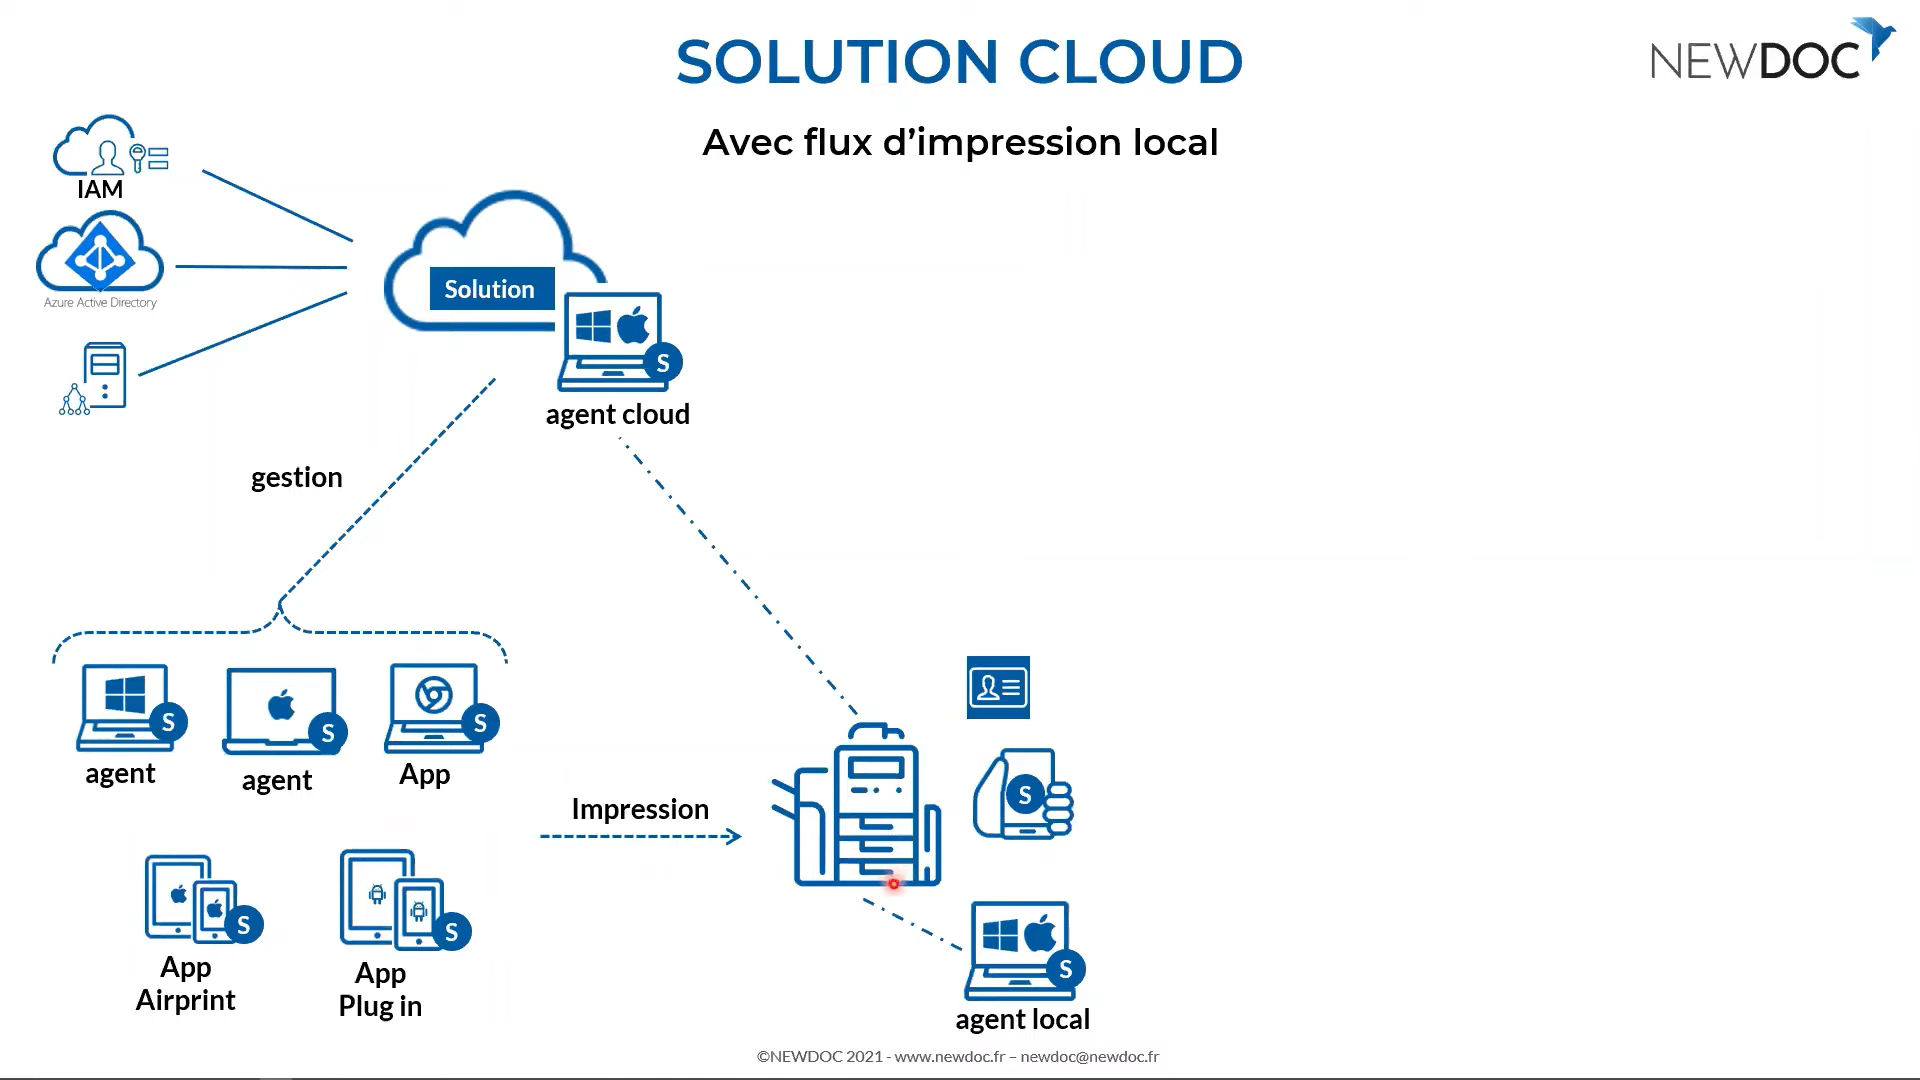 SOLUTION CLOUD
NEWDOC
Avec flux d’impression local
IAM
Azure Active Directory
Solution
S
agent cloud
gestion
S
S
S
agent
agent
App
Impression
S
S
S
App
Airprint
App
Plug in
S
agent local
©NEWDOC 2021 - www.newdoc.fr – newdoc@newdoc.fr